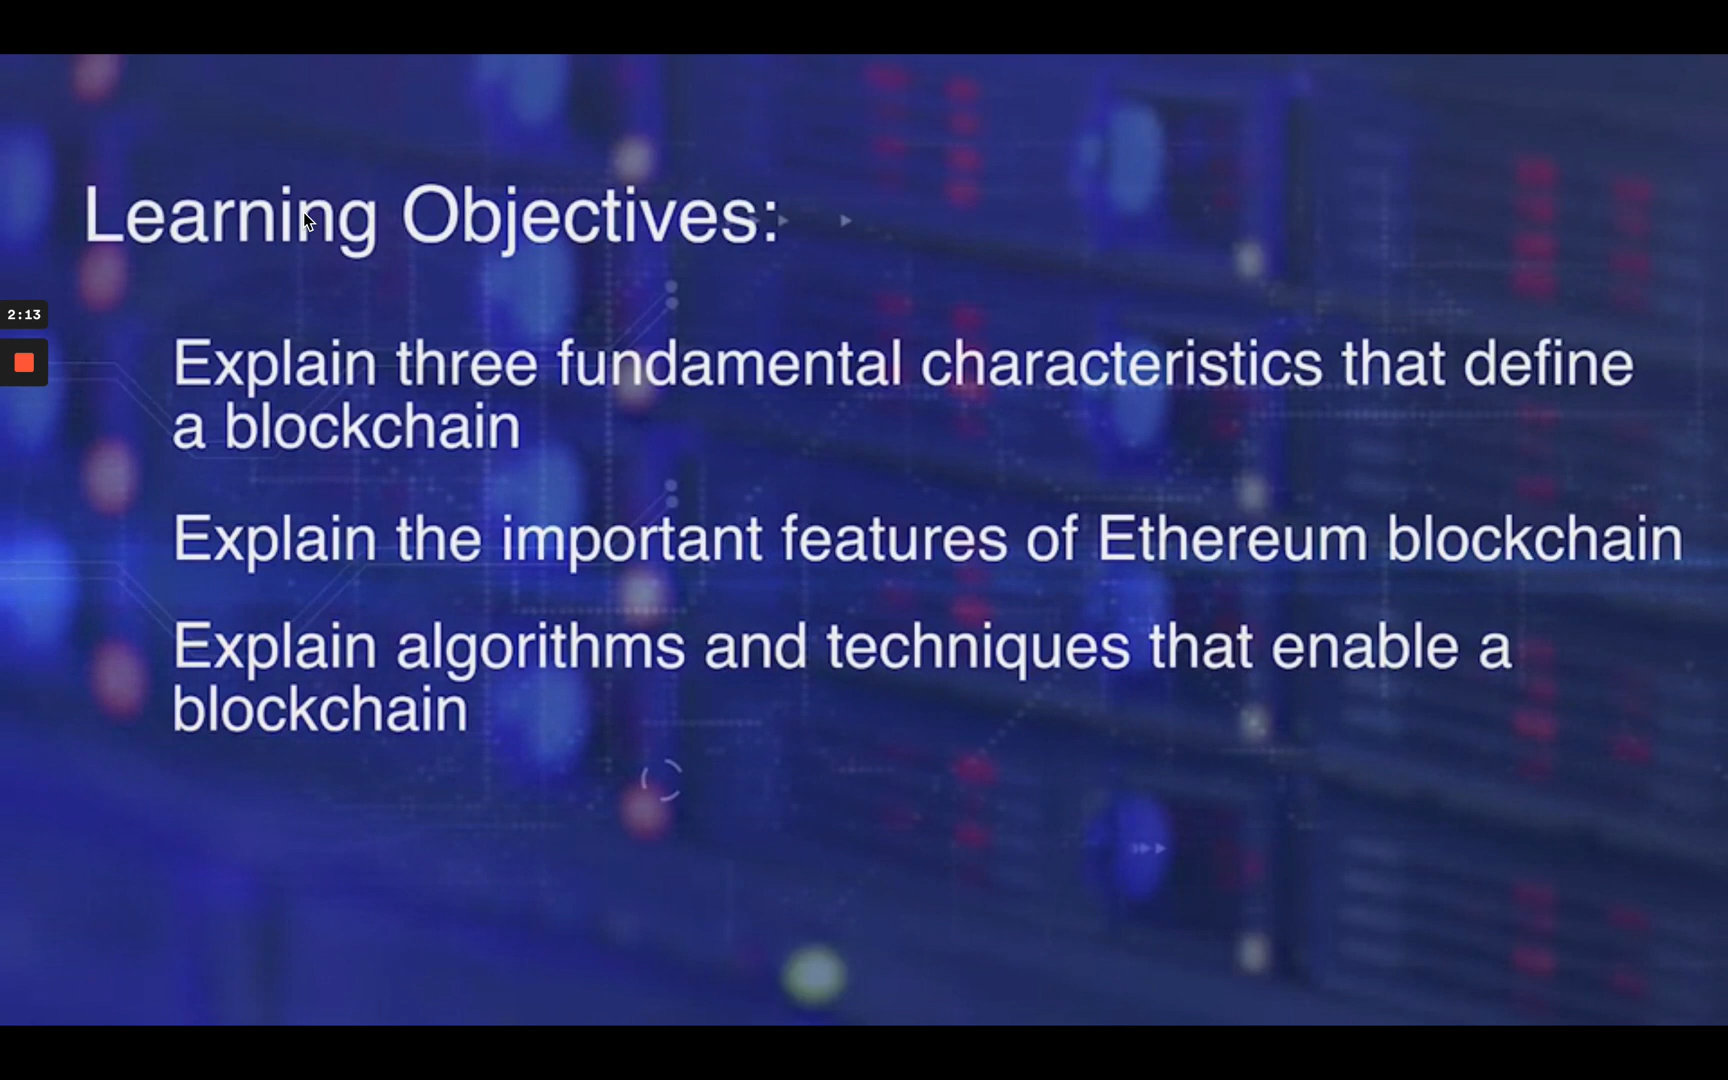 Learning Objectives:
2:13
Explain three fundamental characteristics that define
a blockchain
Explain the important features of Ethereum blockchain
Explain algorithms and techniques that enable a
blockchain